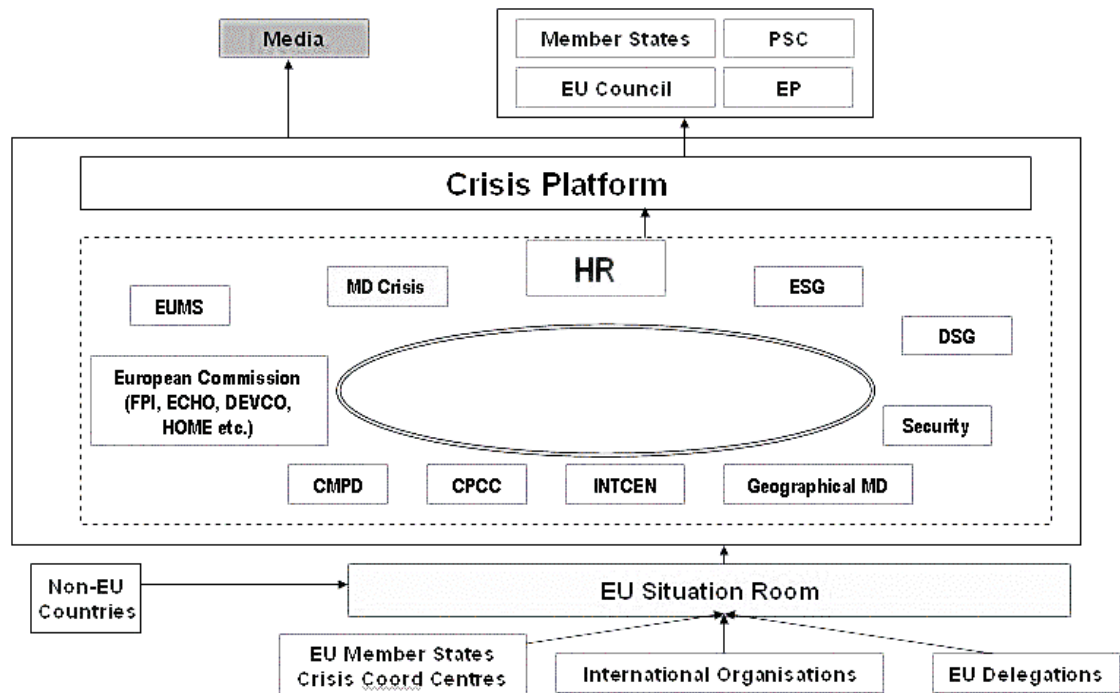 Media
Member States
PSC
EU Council
EP
Crisis Platform
HR
MD Crisis
ESG
EUMS
DSG
European Commission
(FPI, ECHO, DEVCO,
HOME etc.)
Security
CMPD
CPCC
INTCEN
Geographical MD
Non-EU
Countries
EU Situation Room
EU Member States
Crisis Coord Centres
International Organisations
EU Delegations